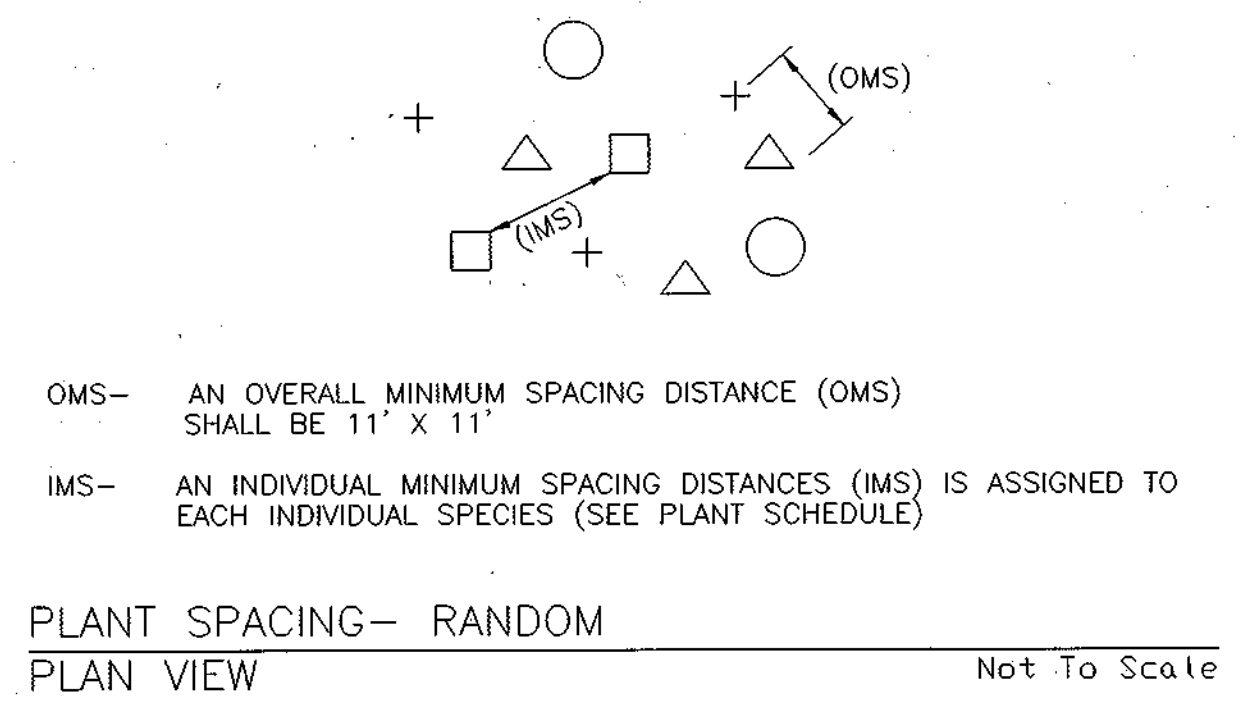 (OMS)
(IMS)
OMS– AN OVERALL MINIMUM SPACING DISTANCE (OMS)
SHALL BE 11' X 11'
IMS– AN INDIVIDUAL MINIMUM SPACING DISTANCES (IMS) IS ASSIGNED TO
EACH INDIVIDUAL SPECIES (SEE PLANT SCHEDULE)
PLANT SPACING– RANDOM
PLAN VIEW Not To Scale